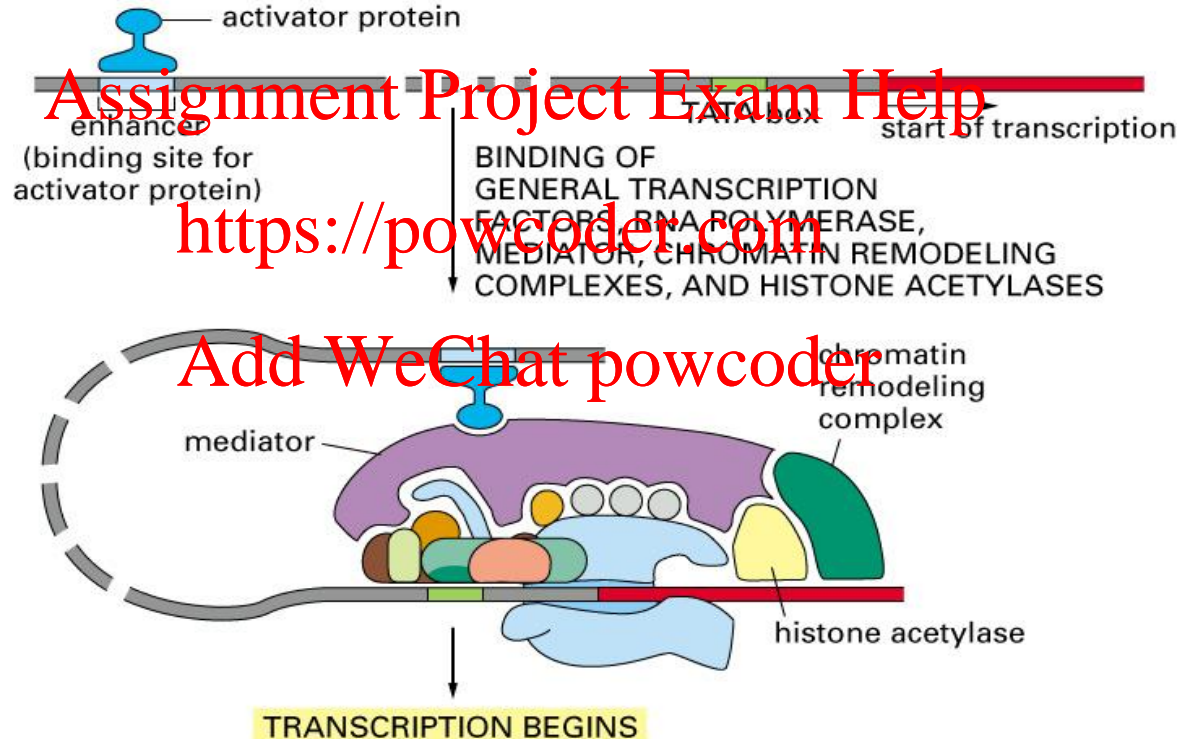 activator protein
Assignment Project Exam Help
enhancer
(binding site for
activator protein)
TATA box
start of transcription
BINDING OF
GENERAL TRANSCRIPTION
FACTORS, RNA POLYMERASE,
MEDIATOR, CHROMATIN REMODELING
COMPLEXES, AND HISTONE ACETYLASES
https://powcoder.com
Add WeChat powcoder
chromatin
remodeling
complex
mediator
histone acetylase
TRANSCRIPTION BEGINS